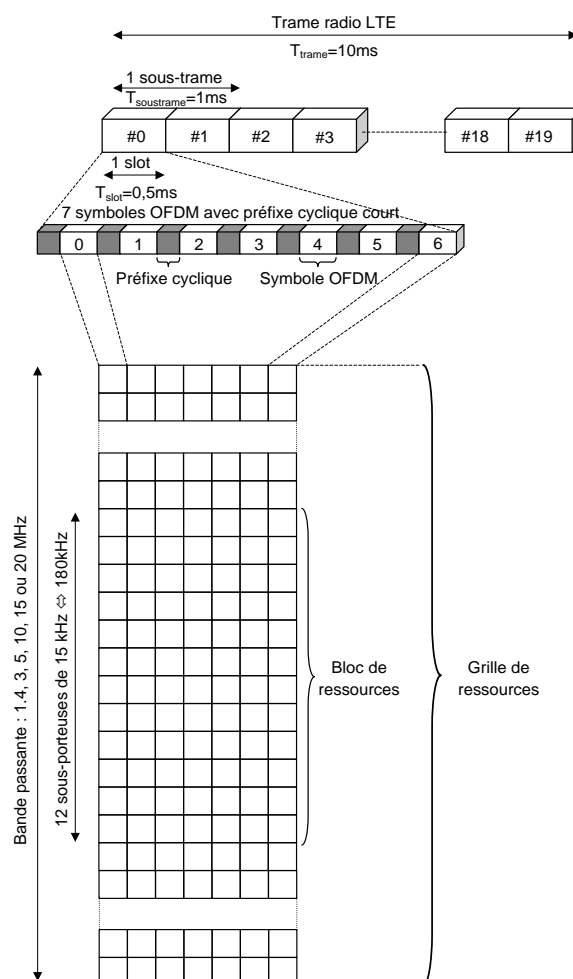 Trame radio LTE
Ttrame=10ms
1 sous-trame
Tsoustrame=1ms
#0 #1 #2 #3 #18 #19
1 slot
Tslot=0,5ms
7 symboles OFDM avec préfixe cyclique court
0 1 2 3 4 5 6
Préfixe cyclique Symbole OFDM
Bande passante : 1.4, 3, 5, 10, 15 ou 20 MHz
12 sous-porteuses de 15 kHz ⇔ 180kHz
Bloc de
ressources
Grille de
ressources